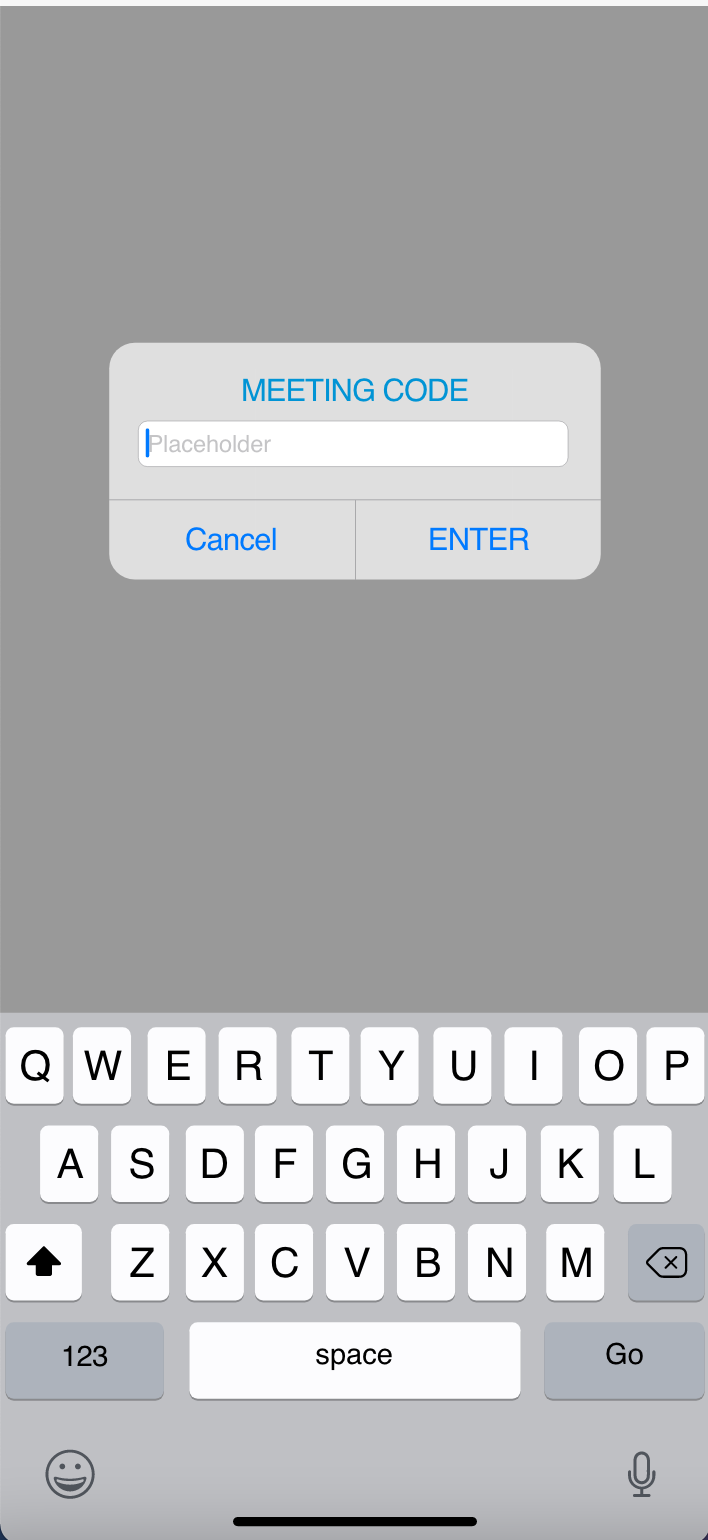 MEETING CODE
Placeholder
Cancel ENTER
Q W E R T Y U I O P
A S D F G H J K L
Z X C V B N M
123 space Go